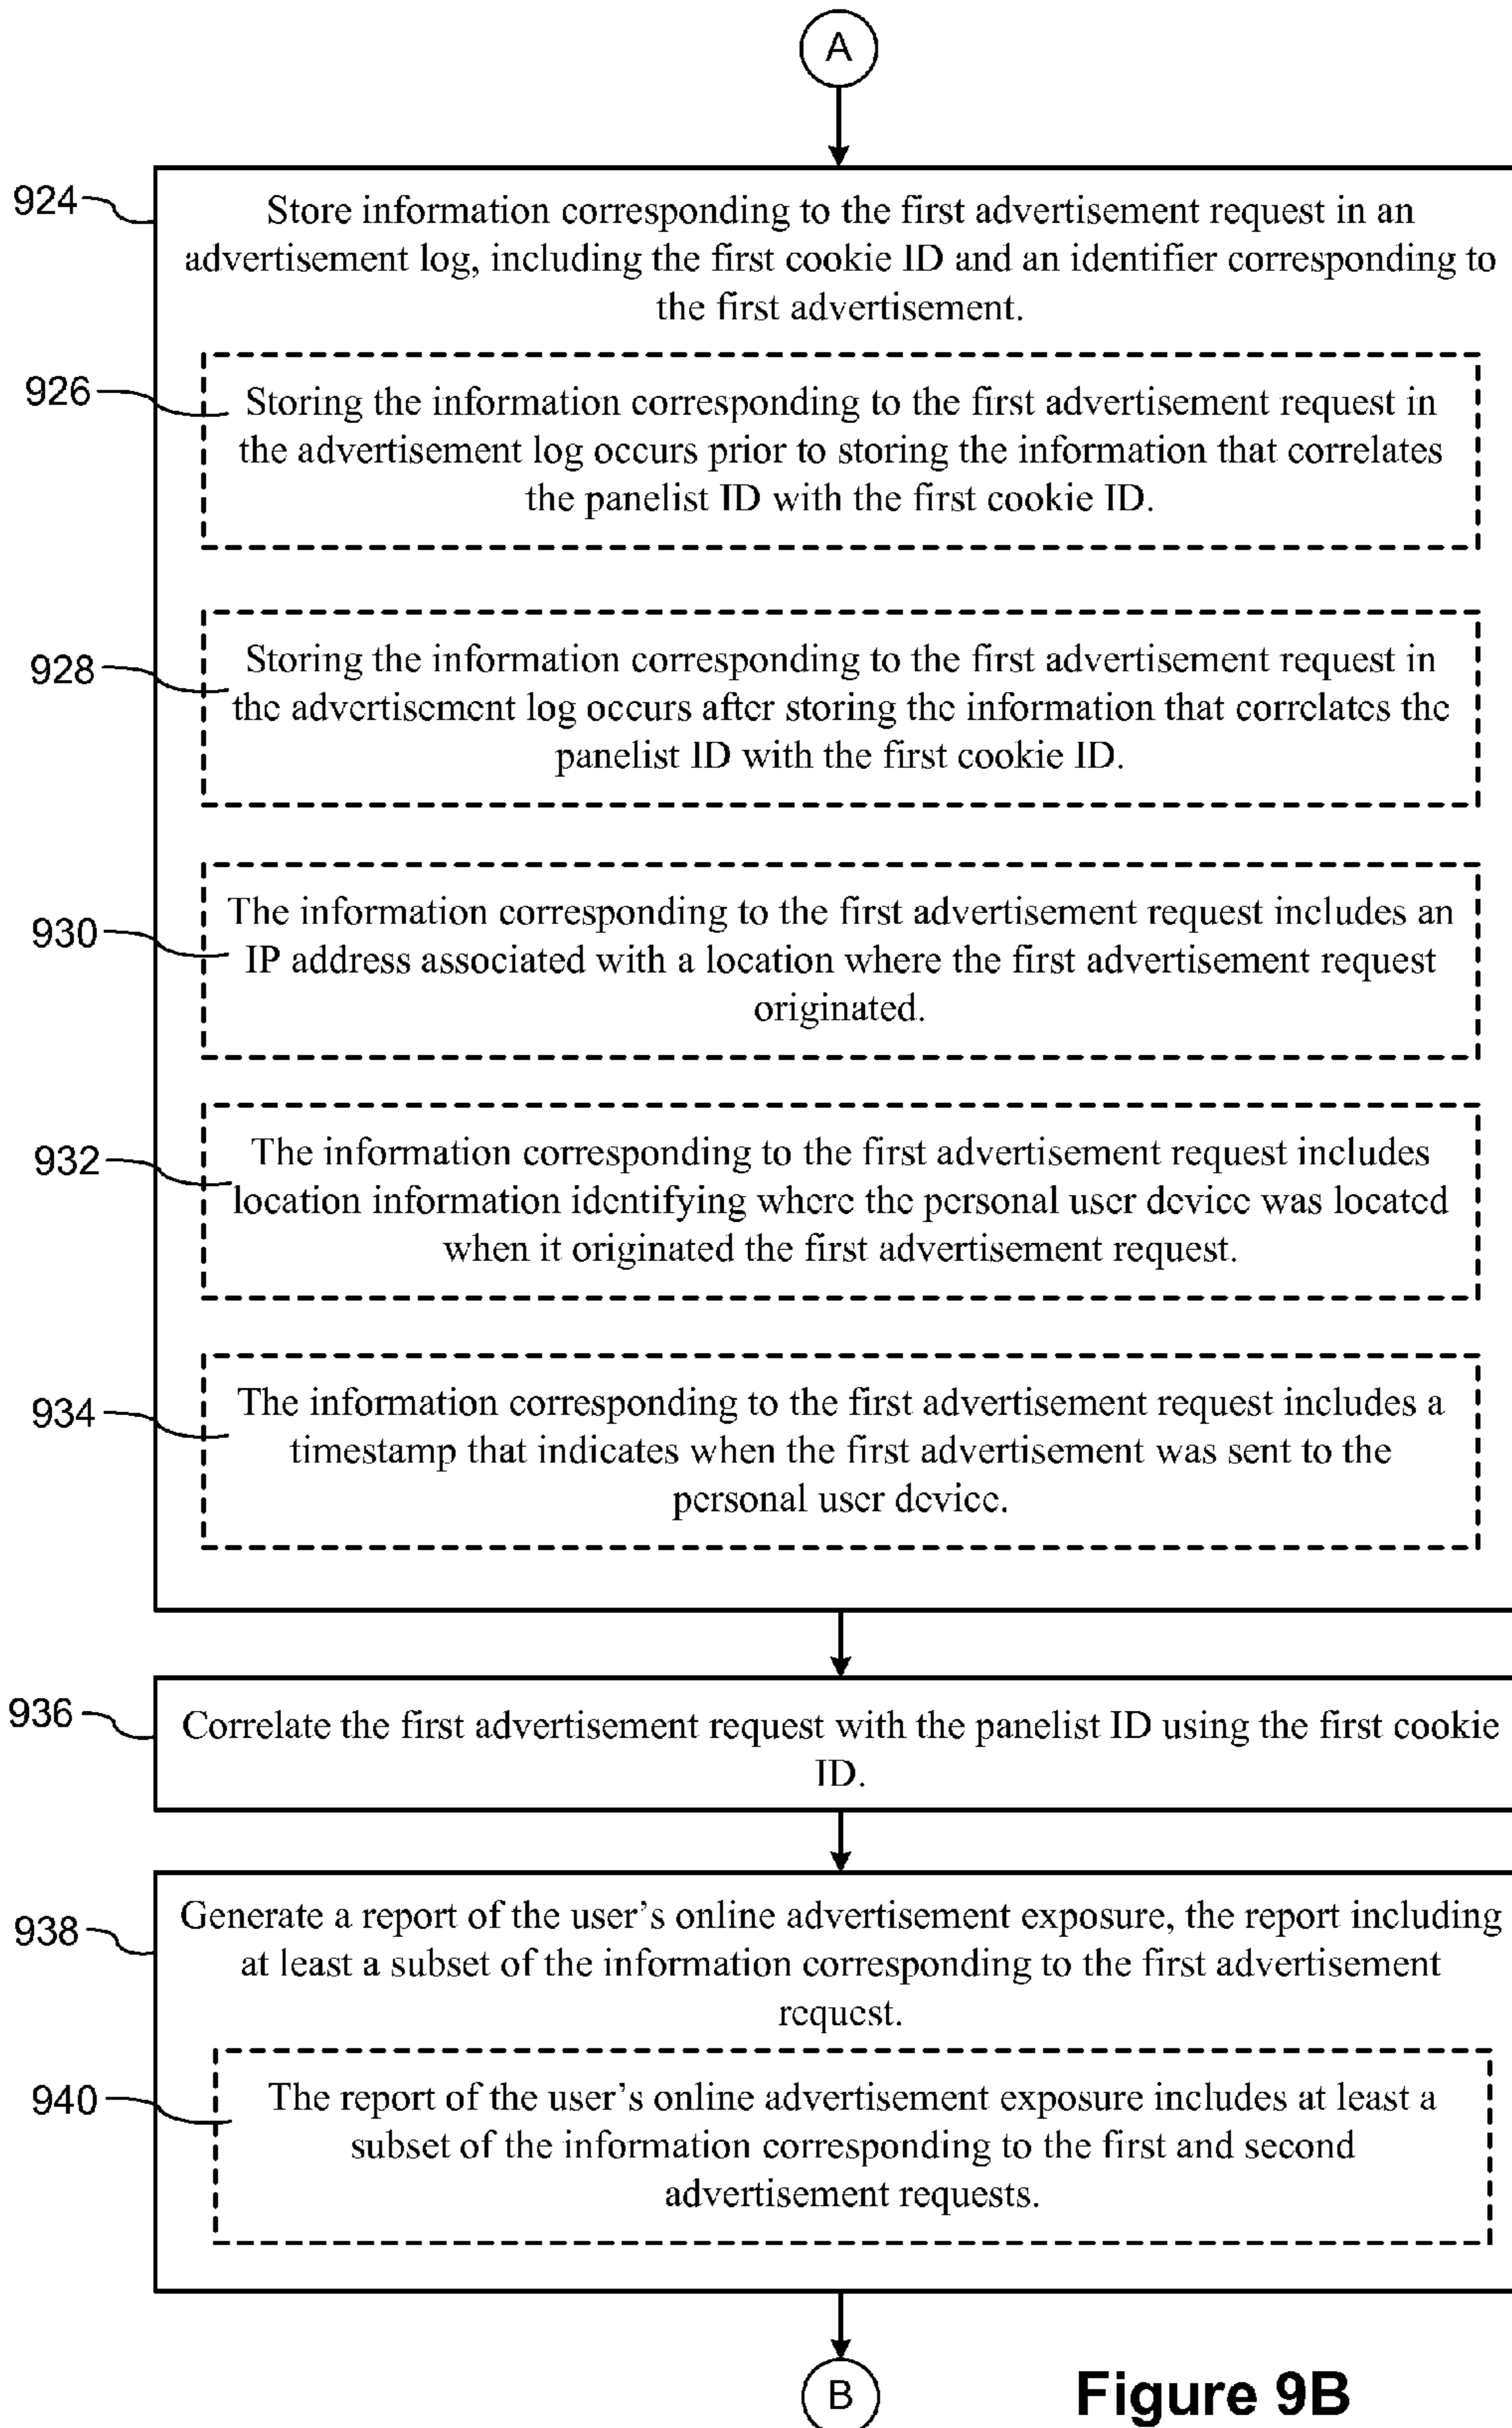 A
924
Store information corresponding to the first advertisement request in an
advertisement log, including the first cookie ID and an identifier corresponding to
the first advertisement.
926
Storing the information corresponding to the first advertisement request in
the advertisement log occurs prior to storing the information that correlates
the panelist ID with the first cookie ID.
928
Storing the information corresponding to the first advertisement request in
the advertisement log occurs after storing the information that correlates the
panelist ID with the first cookie ID.
930
The information corresponding to the first advertisement request includes an
IP address associated with a location where the first advertisement request
originated.
932
The information corresponding to the first advertisement request includes
location information identifying where the personal user device was located
when it originated the first advertisement request.
934
The information corresponding to the first advertisement request includes a
timestamp that indicates when the first advertisement was sent to the
personal user device.
936
Correlate the first advertisement request with the panelist ID using the first cookie
ID.
938
Generate a report of the user's online advertisement exposure, the report including
at least a subset of the information corresponding to the first advertisement
request.
940
The report of the user's online advertisement exposure includes at least a
subset of the information corresponding to the first and second
advertisement requests.
B
Figure 9B